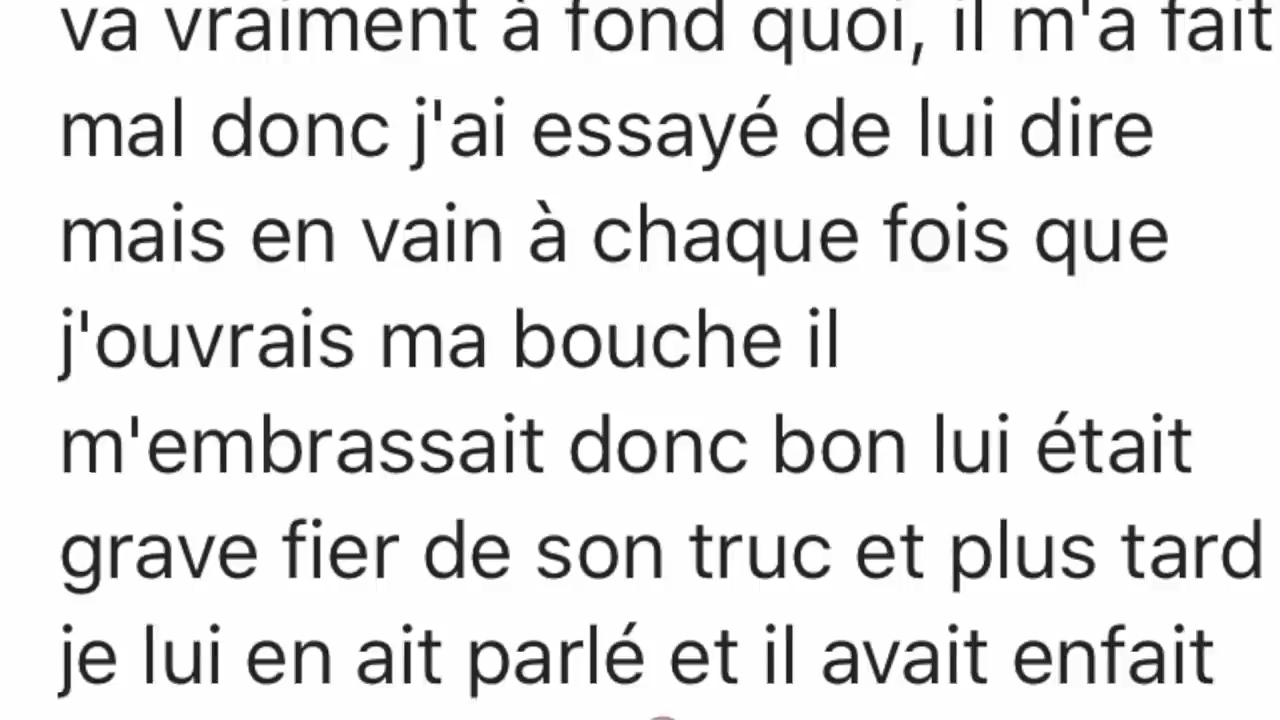 va vraiment à fond quoi, il m'a fait
mal donc j'ai essayé de lui dire
mais en vain à chaque fois que
j'ouvrais ma bouche il
m'embrassait donc bon lui était
grave fier de son truc et plus tard
je lui en ait parlé et il avait enfait